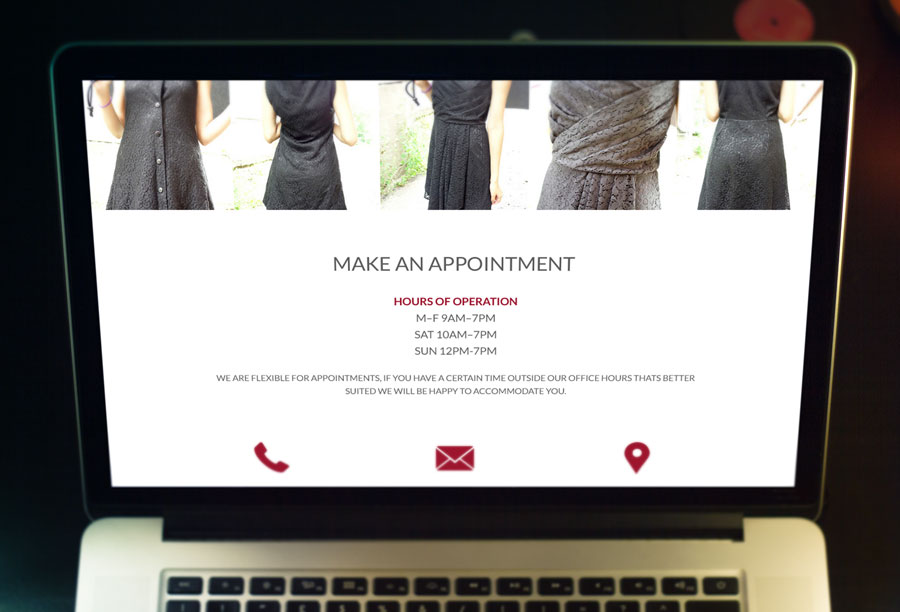 MAKE AN APPOINTMENT
HOURS OF OPERATION
M–F 9AM–7PM
SAT 10AM–7PM
SUN 12PM-7PM
WE ARE FLEXIBLE FOR APPOINTMENTS, IF YOU HAVE A CERTAIN TIME OUTSIDE OUR OFFICE HOURS THATS BETTER
SUITED WE WILL BE HAPPY TO ACCOMMODATE YOU.